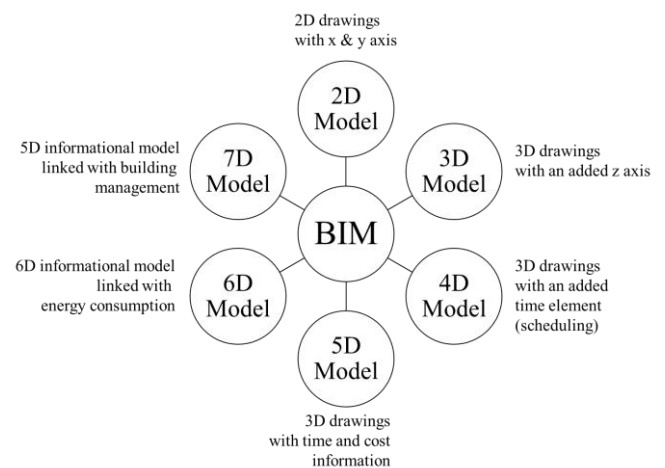 2D drawings
with x & y axis
2D
Model
5D informational model
linked with building
management
7D
Model
3D
Model
3D drawings
with an added z axis
BIM
6D informational model
linked with
energy consumption
6D
Model
4D
Model
3D drawings
with an added
time element
(scheduling)
5D
Model
3D drawings
with time and cost
information